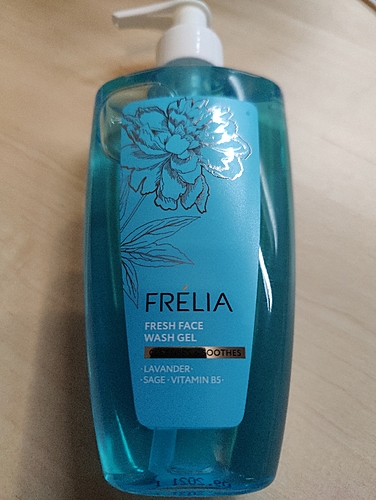 FRÉLIA
FRESH FACE
WASH GEL
SOOTHES
·LAVANDER·
·SAGE · VITAMIN B5·